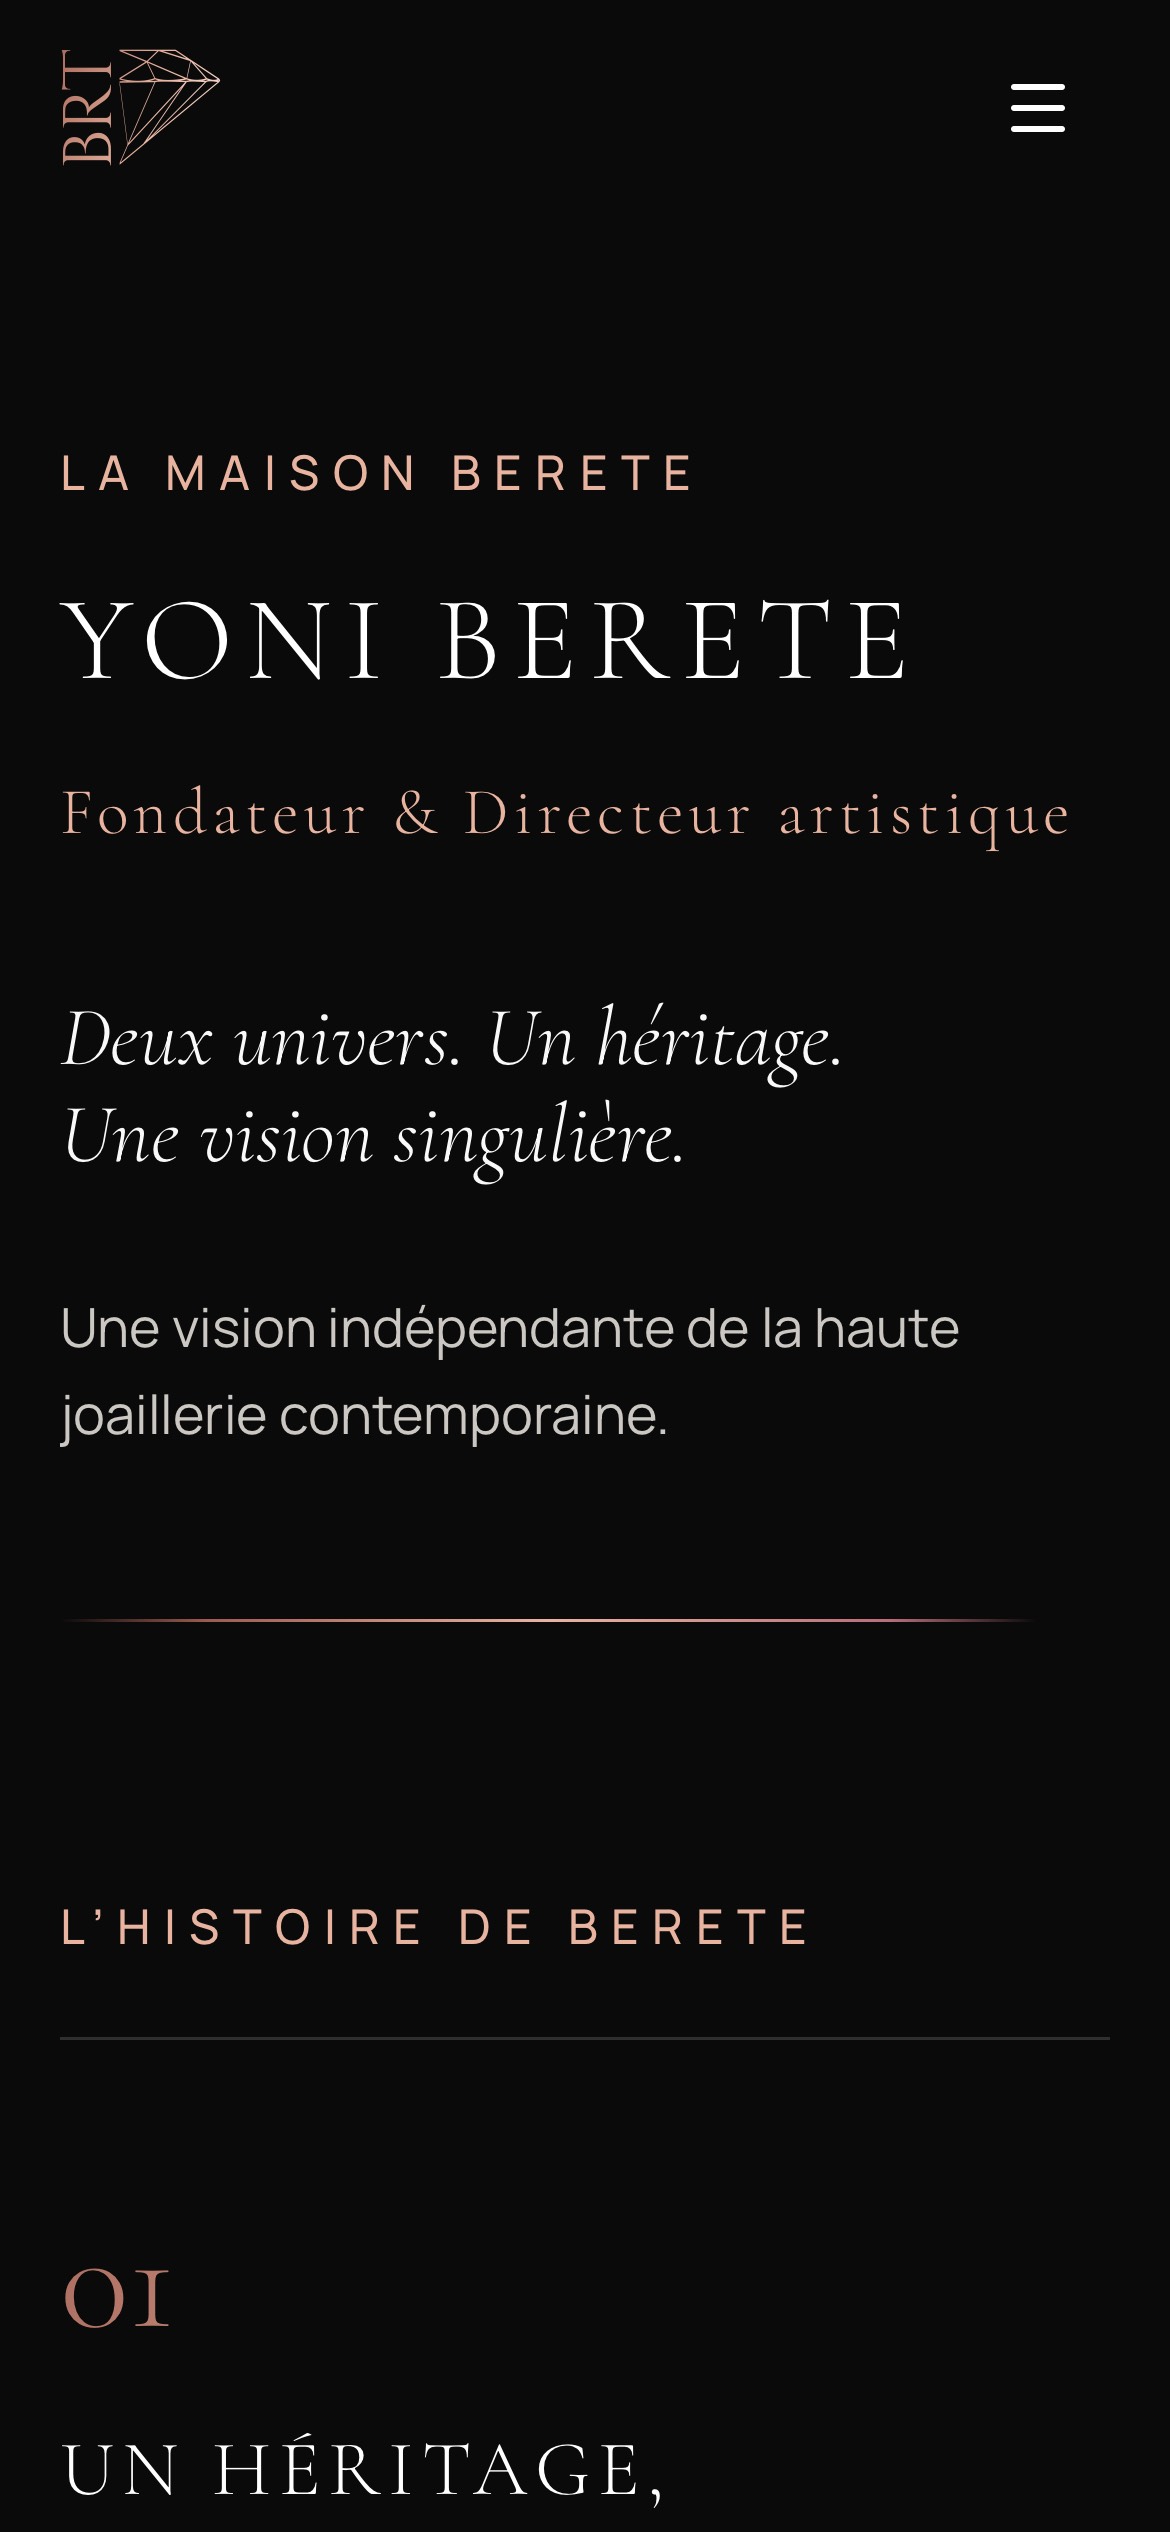 BRT
LA MAISON BERETE
YONI BERETE
Fondateur & Directeur artistique
Deux univers. Un héritage.
Une vision singulière.
Une vision indépendante de la haute
joaillerie contemporaine.
L’HISTOIRE DE BERETE
01
UN HÉRITAGE,